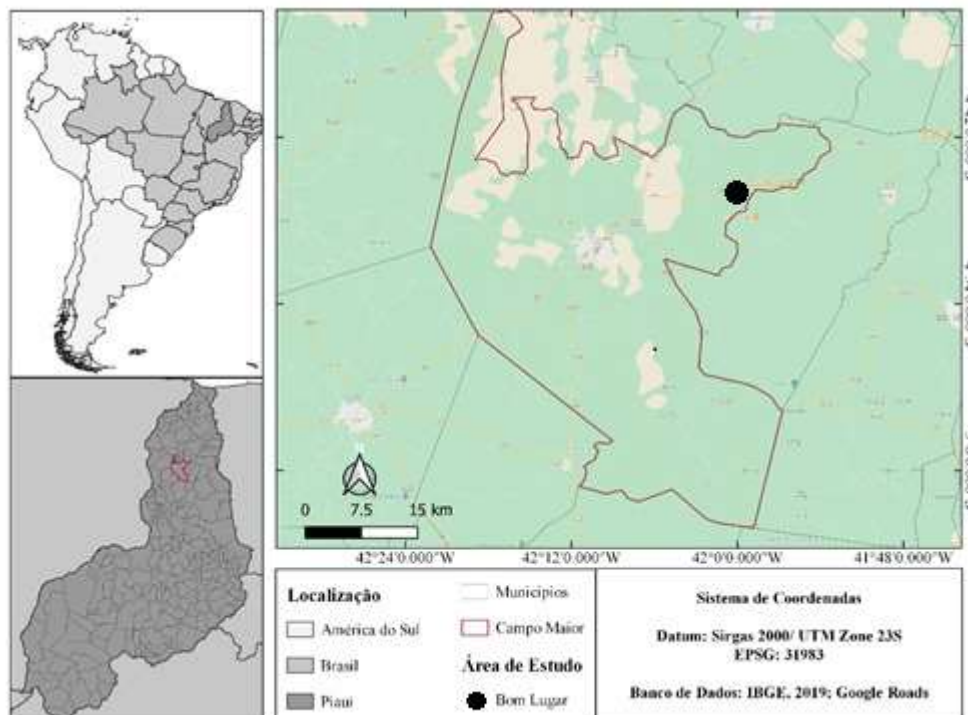 0 7.5 15 km
42°24'0.000"W 42°12'0.000"W 42°0'0.000"W 41°48'0.000"W
Localização
América do Sul
Brasil
Piaui
Municípios
Campo Maior
Área de Estudo
Bom Lugar
Sistema de Coordenadas
Datum: Sirgas 2000/ UTM Zone 23S
EPSG: 31983
Banco de Dados: IBGE, 2019; Google Roads